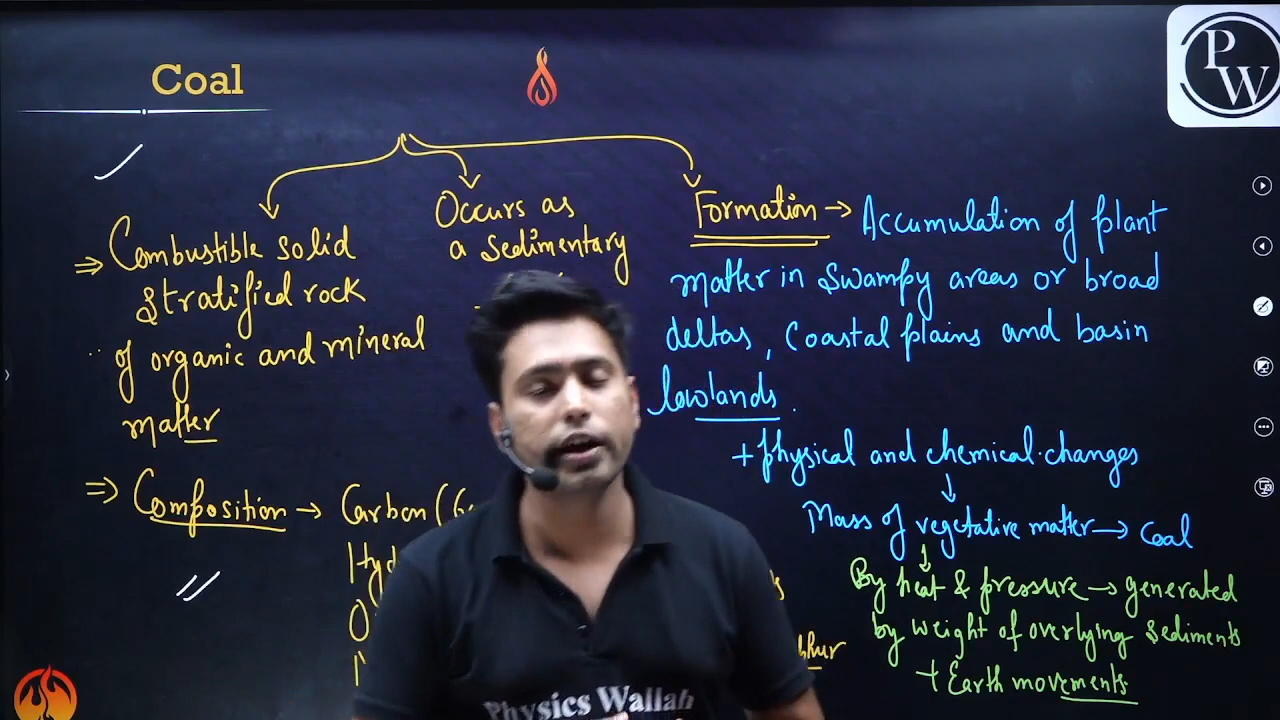 Coal
PW
⇒ Combustible solid
stratified rock
of organic and mineral
matter
Occurs as
a Sedimentary
Formation → Accumulation of plant
matter in Swampy areas or broad
deltas, Coastal plains and basin
lowlands.
+ physical and chemical changes
↓
Mass of vegetative matter → Coal
↓
By heat & pressure → generated
by weight of overlying Sediments
+ Earth movements
⇒ Composition → Carbon (
Hyd
Physics Wallah